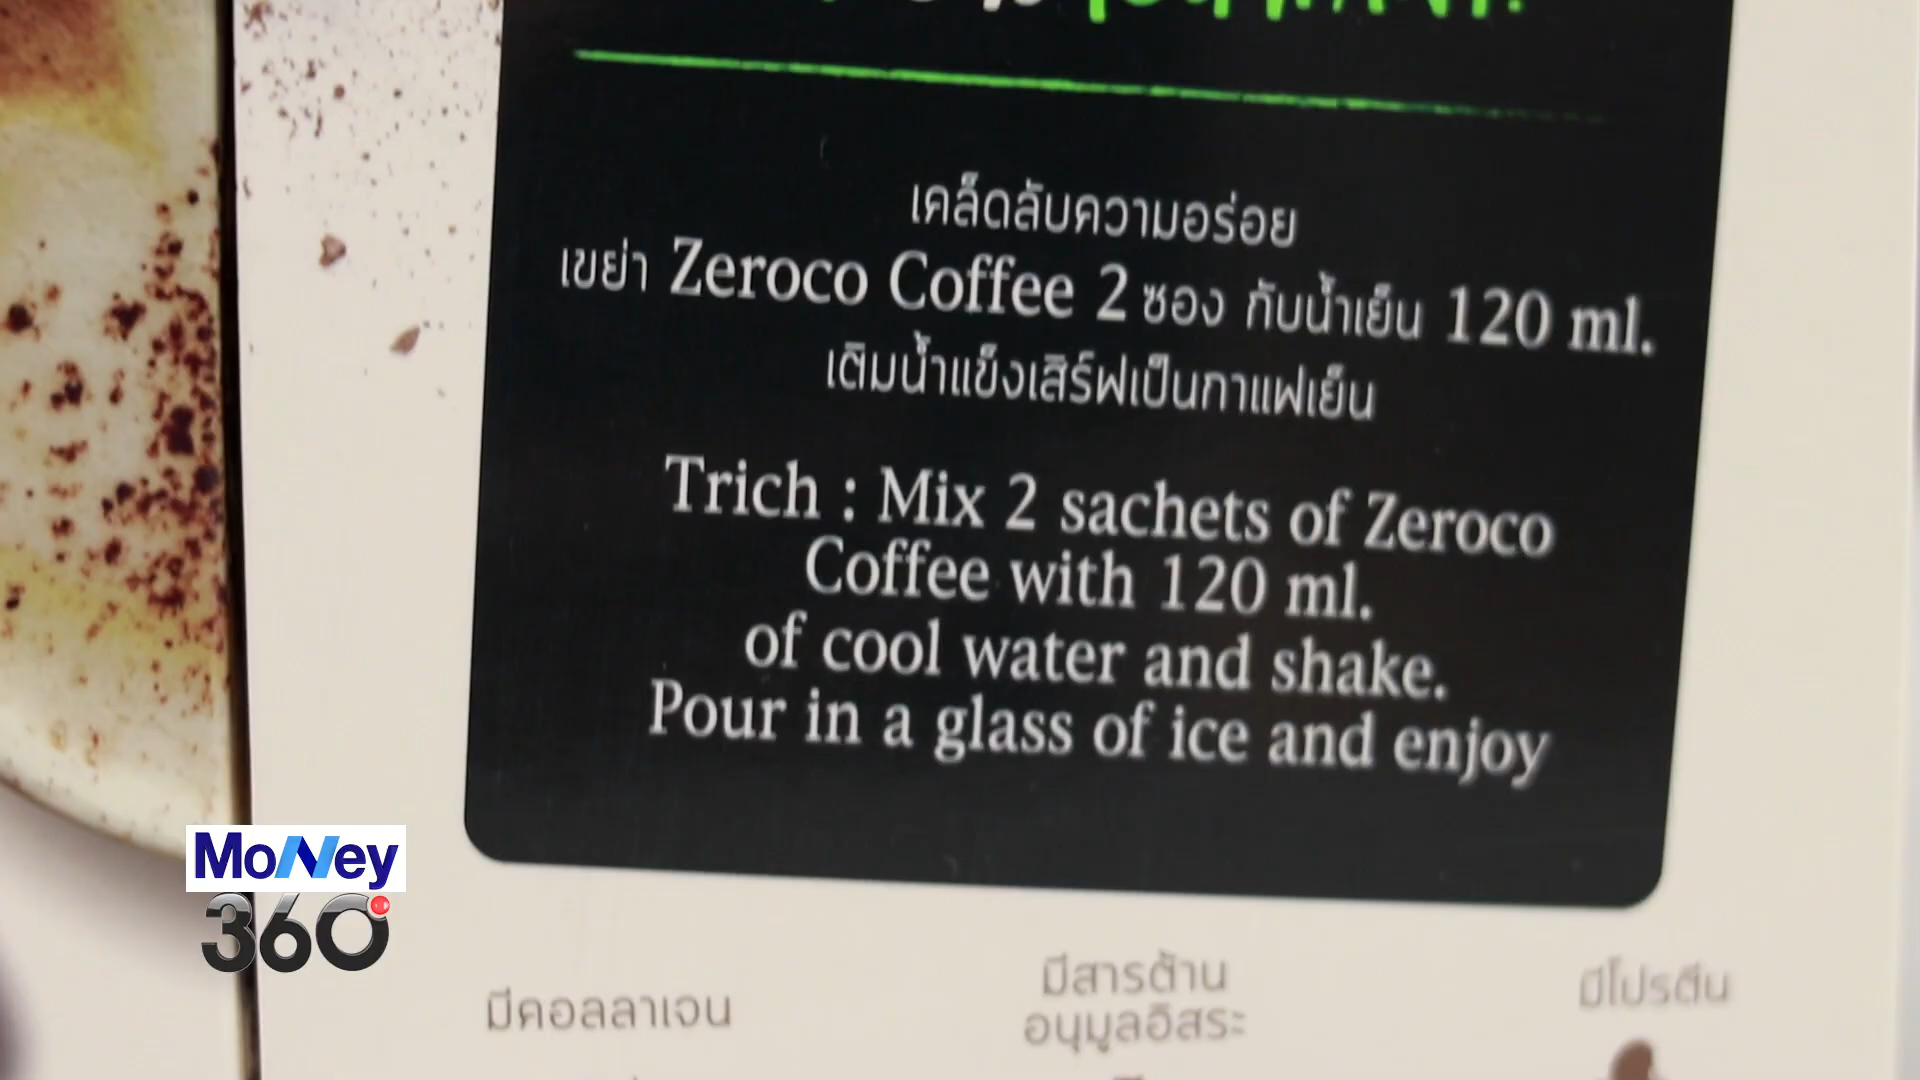 เคล็ดลับความอร่อย
เขย่า Zeroco Coffee 2 ซอง กับน้ำเย็น 120 ml.
เติมน้ำแข็งเสิร์ฟเป็นกาแฟเย็น
Trich : Mix 2 sachets of Zeroco
Coffee with 120 ml.
of cool water and shake.
Pour in a glass of ice and enjoy
Money
360
มีคอลลาเจน
มีสารต้าน
อนุมูลอิสระ
มีโปรตีน